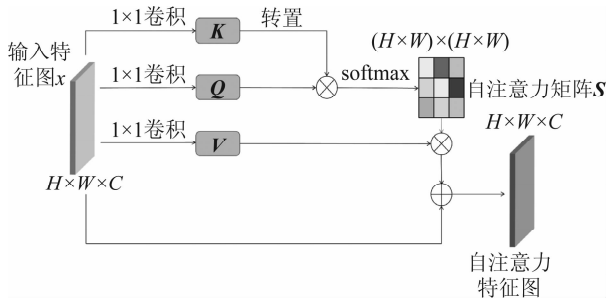 1×1卷积
K
转置
输入特
征图x
(H×W)×(H×W)
1×1卷积
Q
softmax
自注意力矩阵S
1×1卷积
V
H×W×C
H×W×C
自注意力
特征图